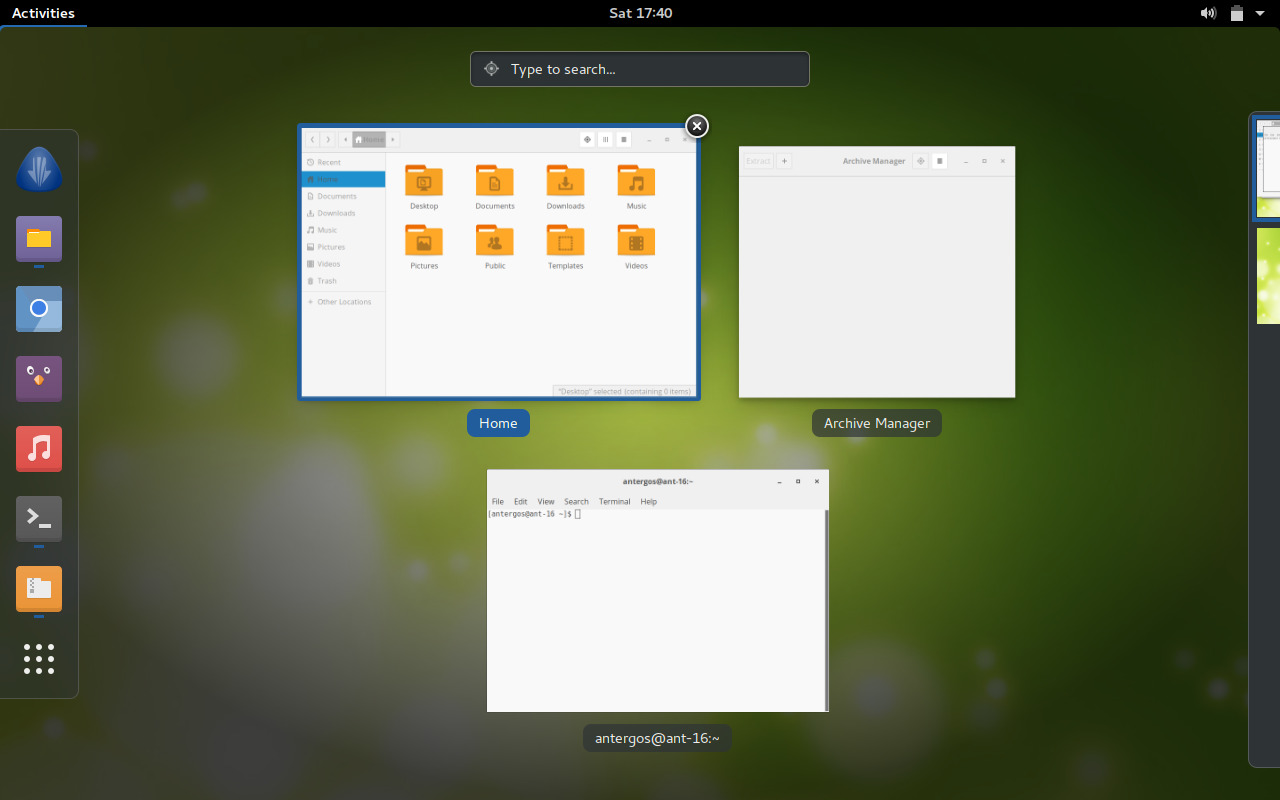 Activities
Sat 17:40
Type to search...
Home
Recent
Home
Documents
Downloads
Music
Pictures
Videos
Trash
Other Locations
Desktop
Documents
Downloads
Music
Pictures
Public
Templates
Videos
"Desktop" selected (containing 0 items)
Home
Extract
Archive Manager
Archive Manager
antergos@ant-16:~
File Edit View Search Terminal Help
[antergos@ant-16 ~]$
antergos@ant-16:~